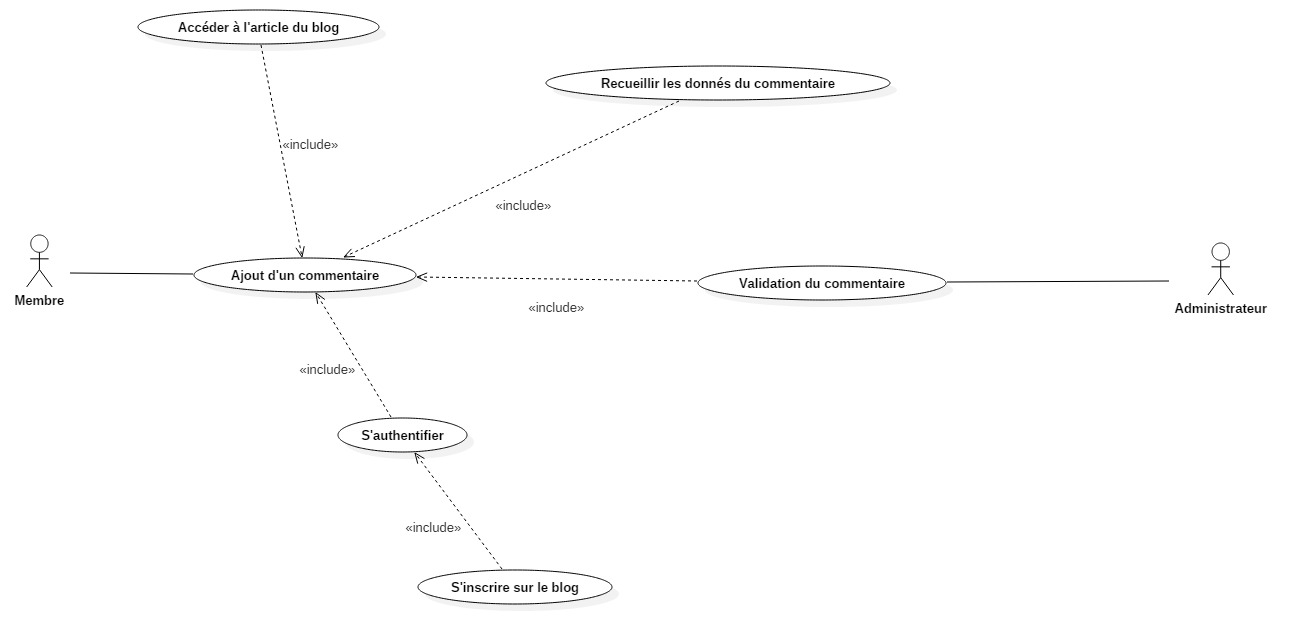 Accéder à l'article du blog
Recueillir les donnés du commentaire
«include»
«include»
Membre
Ajout d'un commentaire
Validation du commentaire
Administrateur
«include»
«include»
S'authentifier
«include»
S'inscrire sur le blog